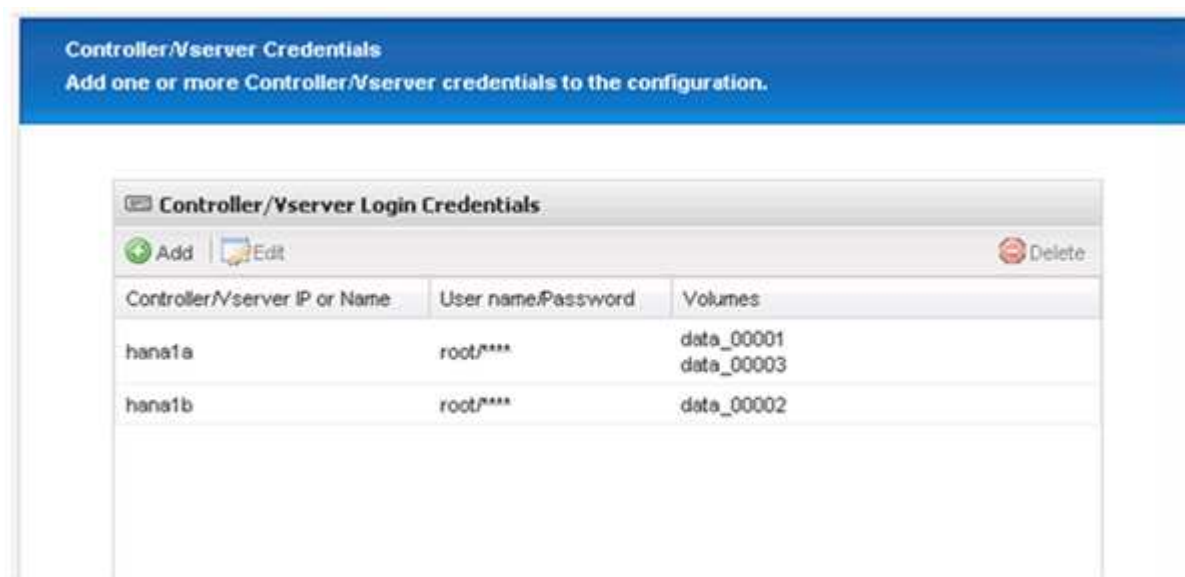 Controller/Vserver Credentials
Add one or more Controller/Vserver credentials to the configuration.
Controller/Vserver Login Credentials
Add Edit Delete
Controller/Vserver IP or Name User name/Password Volumes
hana1a root/**** data_00001
data_00003
hana1b root/**** data_00002